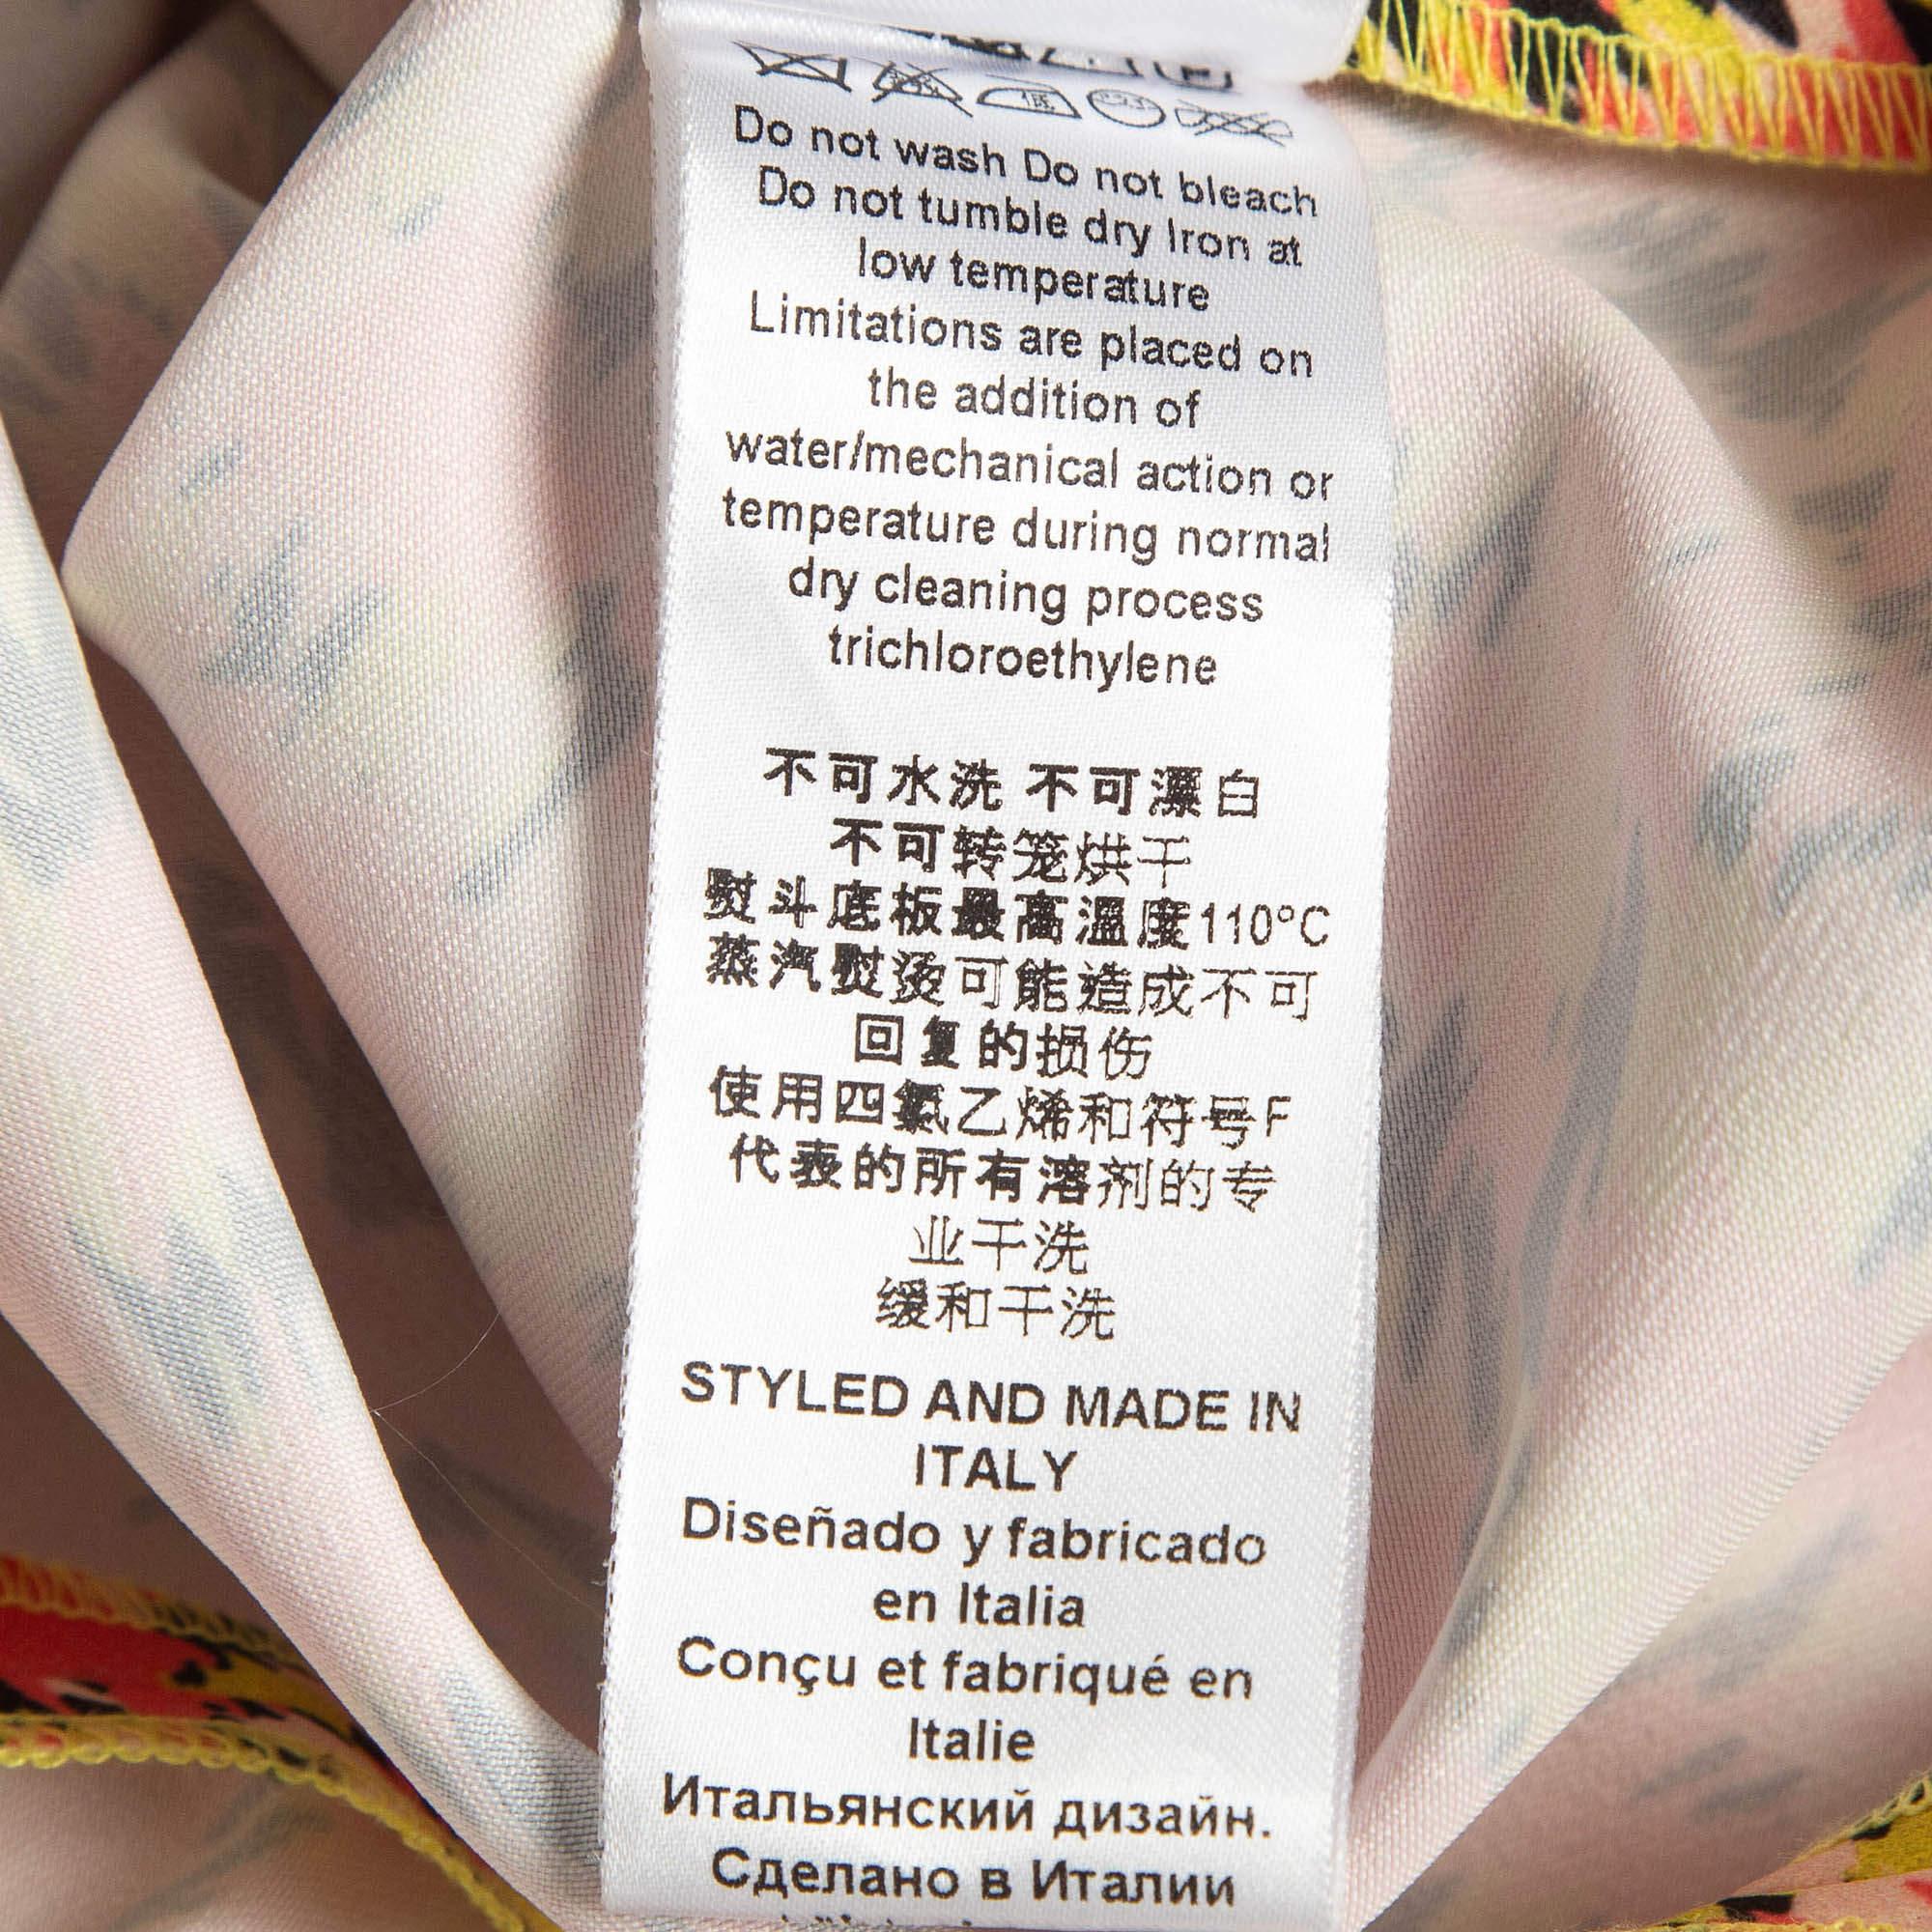 Do not wash Do not bleach
Do not tumble dry Iron at
low temperature
Limitations are placed on
the addition of
water/mechanical action or
temperature during normal
dry cleaning process
trichloroethylene
不可水洗 不可漂白
不可转笼烘干
熨斗底板最高温度110°C
蒸汽熨烫可能造成不可
回复的损伤
使用四氯乙烯和符号F
代表的所有溶剂的专
业干洗
缓和干洗
STYLED AND MADE IN
ITALY
Diseñado y fabricado
en Italia
Conçu et fabriqué en
Italie
Итальянский дизайн.
Сделано в Италии